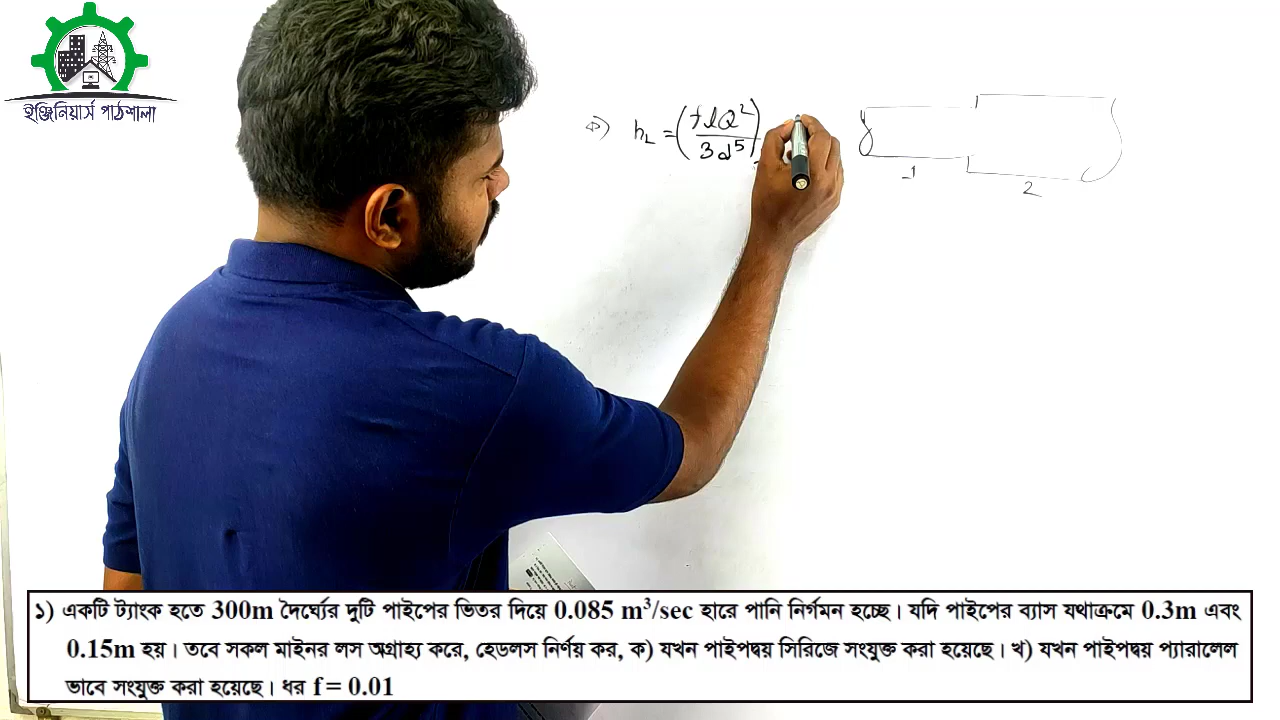 ইঞ্জিনিয়ার্স পাঠশালা
ক) h_L = (flQ²/3d⁵)
1
2
১) একটি ট্যাংক হতে 300m দৈর্ঘ্যের দুটি পাইপের ভিতর দিয়ে 0.085 m³/sec হারে পানি নির্গমন হচ্ছে। যদি পাইপের ব্যাস যথাক্রমে 0.3m এবং
0.15m হয়। তবে সকল মাইনর লস অগ্রাহ্য করে, হেডলস নির্ণয় কর, ক) যখন পাইপদ্বয় সিরিজে সংযুক্ত করা হয়েছে। খ) যখন পাইপদ্বয় প্যারালেল
ভাবে সংযুক্ত করা হয়েছে। ধর f = 0.01